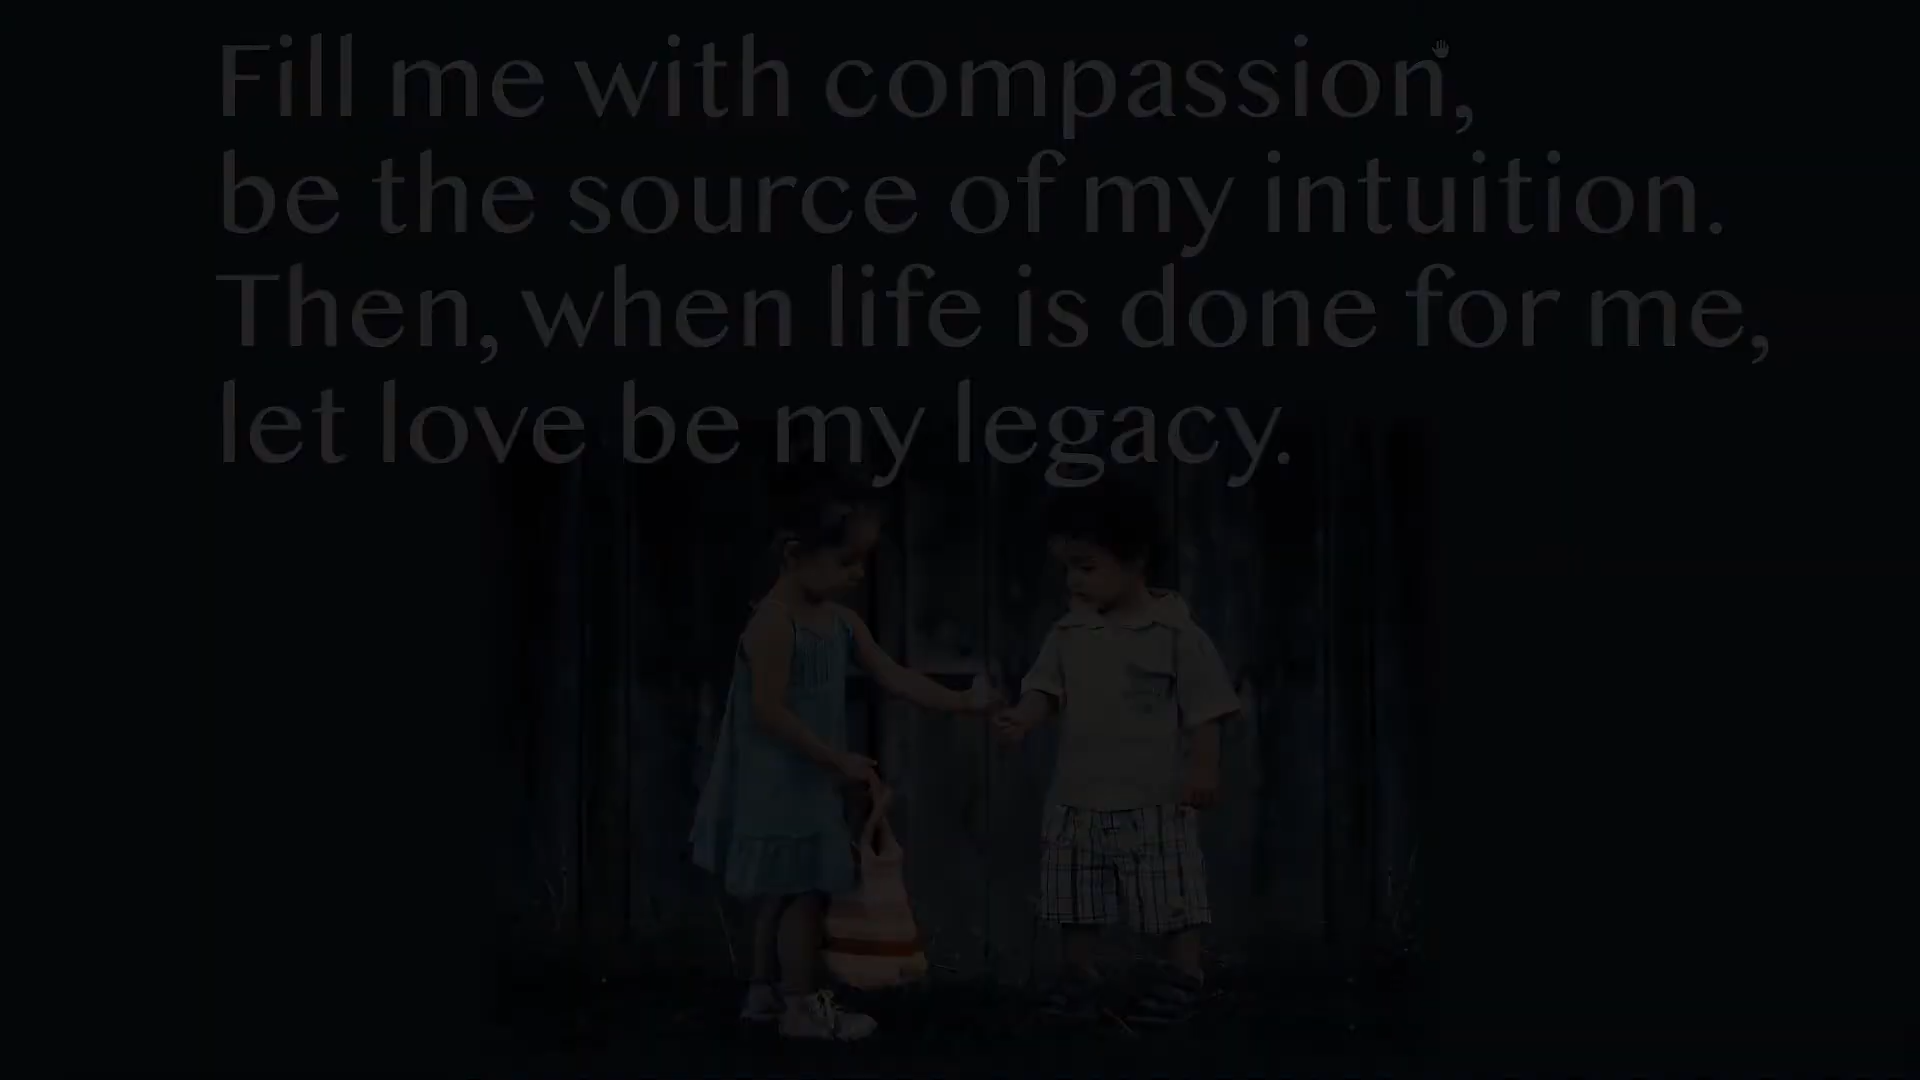 Fill me with compassion,
be the source of my intuition.
Then, when life is done for me,
let love be my legacy.